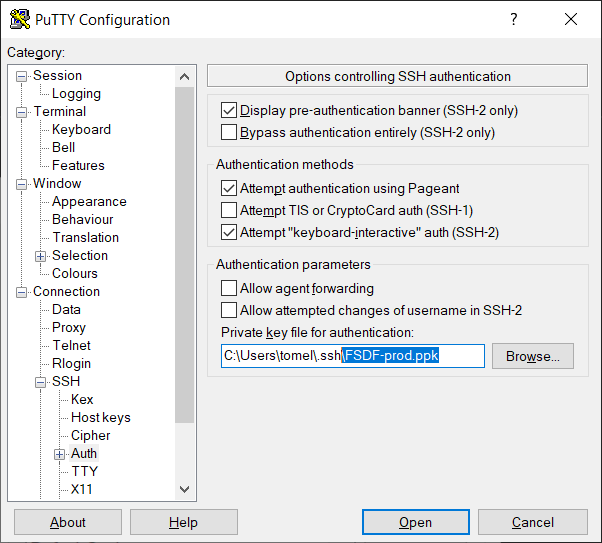 PuTTY Configuration
?
Category:
Session
Logging
Terminal
Keyboard
Bell
Features
Window
Appearance
Behaviour
Translation
Selection
Colours
Connection
Data
Proxy
Telnet
Rlogin
SSH
Kex
Host keys
Cipher
Auth
TTY
X11
Options controlling SSH authentication
Display pre-authentication banner (SSH-2 only)
Bypass authentication entirely (SSH-2 only)
Authentication methods
Attempt authentication using Pageant
Attempt TIS or CryptoCard auth (SSH-1)
Attempt "keyboard-interactive" auth (SSH-2)
Authentication parameters
Allow agent forwarding
Allow attempted changes of username in SSH-2
Private key file for authentication:
C:\Users\tomel\.ssh\FSDF-prod.ppk
Browse...
About
Help
Open
Cancel